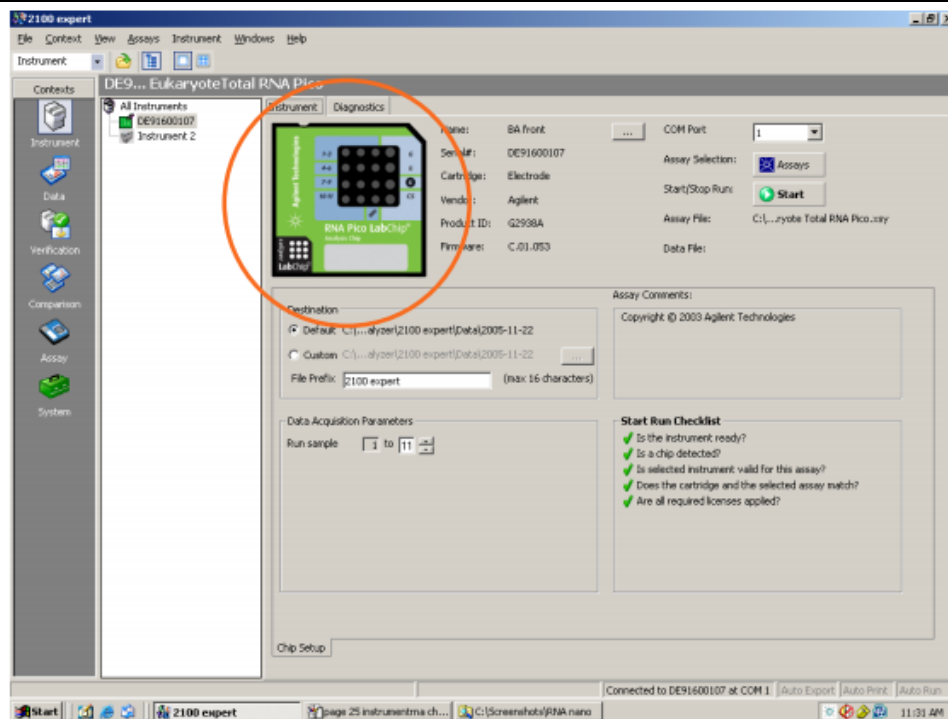 2100 expert
File Context View Assays Instrument Windows Help
Instrument
Contexts
Instrument
Data
Verification
Comparison
Assay
System
DE9... EukaryoteTotal RNA Pico
All Instruments
DE91600107
Instrument 2
Instrument Diagnostics
Agilent Technologies
RNA Pico LabChip®
LabChip
Name: BA front ...
Serial#: DE91600107
Cartridge: Electrode
Vendor: Agilent
Product ID: G2938A
Firmware: C.01.053
COM Port 1
Assay Selection: Assays
Start/Stop Run: Start
Assay File: C:\...ryote Total RNA Pico.xsy
Data File:
Destination
Default C:\...alyzer\2100 expert\Data\2005-11-22
Custom C:\...alyzer\2100 expert\Data\2005-11-22 ...
File Prefix 2100 expert (max 16 characters)
Assay Comments:
Copyright © 2003 Agilent Technologies
Data Acquisition Parameters
Run sample 1 to 11
Start Run Checklist
Is the instrument ready?
Is a chip detected?
Is selected instrument valid for this assay?
Does the cartridge and the selected assay match?
Are all required licenses applied?
Chip Setup
Connected to DE91600107 at COM 1 Auto Export Auto Print Auto Run
Start 2100 expert page 25 instrumentrna ch... C:\Screenshots\RNA nano 11:31 AM